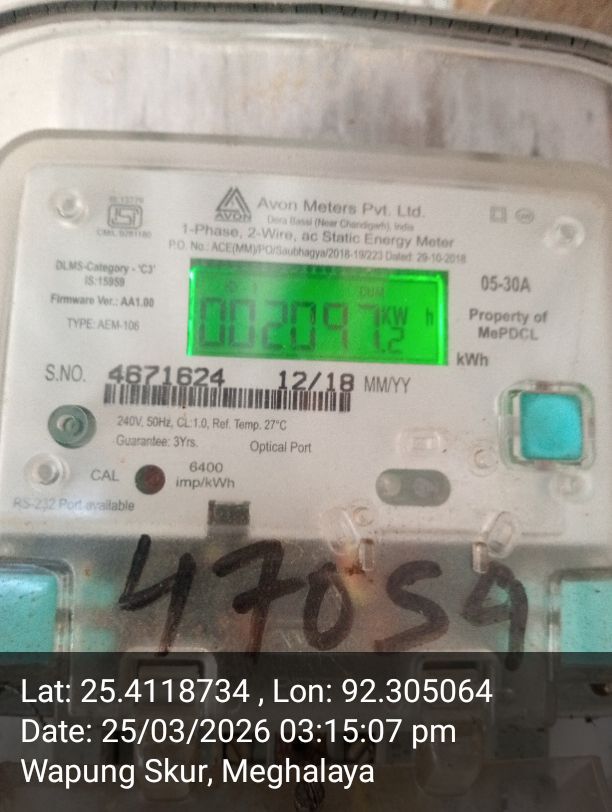 IS 13779
CM/L 9261180
AVON
Avon Meters Pvt. Ltd.
Dera Bassi (Near Chandigarh), India
1-Phase, 2-Wire, ac Static Energy Meter
P.O. No.: ACE(MM)/PO/Saubhagya/2018-19/223 Dated: 29-10-2018
DLMS-Category - 'C3'
IS:15959
Firmware Ver.: AA1.00
TYPE: AEM-106
CUM
002097.2 KW h
05-30A
Property of
MePDCL
kWh
S.NO. 4671624 12/18 MM/YY
240V, 50Hz, CL:1.0, Ref. Temp. 27°C
Guarantee: 3Yrs. Optical Port
CAL
6400
imp/kWh
RS-232 Port available
47059
Lat: 25.4118734 , Lon: 92.305064
Date: 25/03/2026 03:15:07 pm
Wapung Skur, Meghalaya